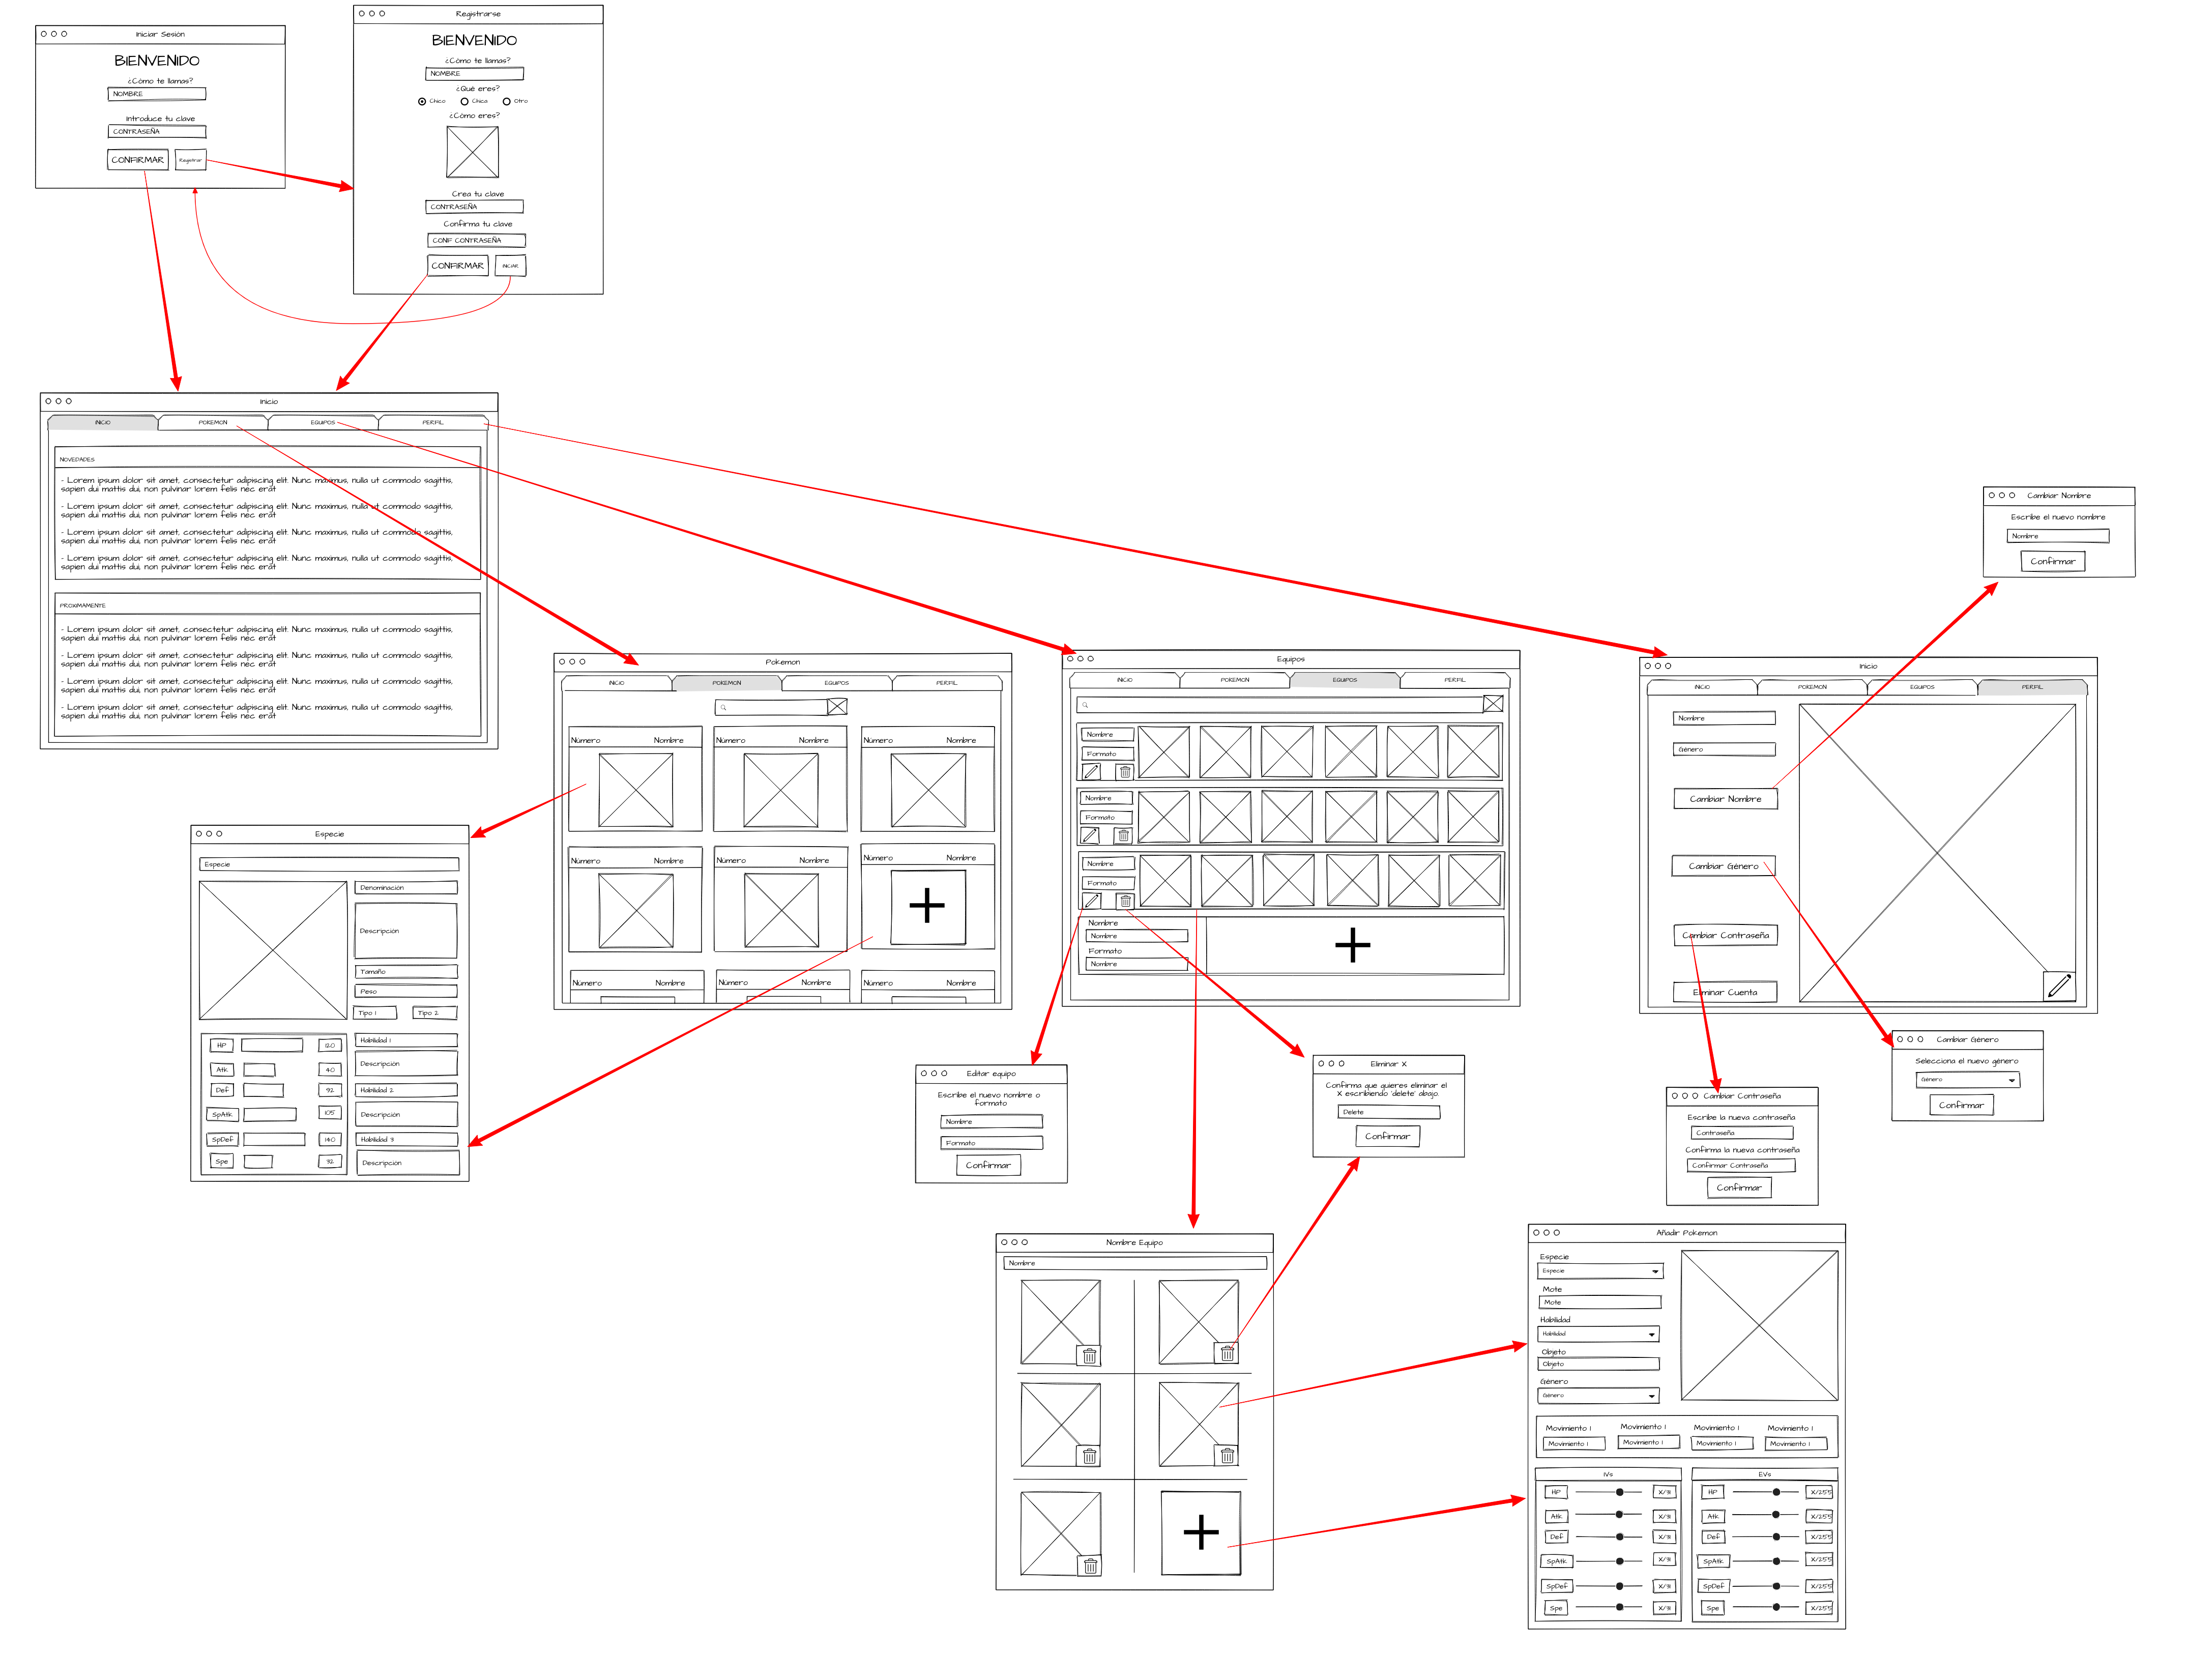 Iniciar Sesión
BIENVENIDO
¿Cómo te llamas?
NOMBRE
Introduce tu clave
CONTRASEÑA
CONFIRMAR
Registrar
Registrarse
BIENVENIDO
¿Cómo te llamas?
NOMBRE
¿Qué eres?
Chico Chica Otro
¿Cómo eres?
Crea tu clave
CONTRASEÑA
Confirma tu clave
CONF CONTRASEÑA
CONFIRMAR
INICIAR
Inicio
INICIO POKEMON EQUIPOS PERFIL
NOVEDADES
- Lorem ipsum dolor sit amet, consectetur adipiscing elit. Nunc maximus, nulla ut commodo sagittis,
sapien dui mattis dui, non pulvinar lorem felis nec erat
- Lorem ipsum dolor sit amet, consectetur adipiscing elit. Nunc maximus, nulla ut commodo sagittis,
sapien dui mattis dui, non pulvinar lorem felis nec erat
- Lorem ipsum dolor sit amet, consectetur adipiscing elit. Nunc maximus, nulla ut commodo sagittis,
sapien dui mattis dui, non pulvinar lorem felis nec erat
- Lorem ipsum dolor sit amet, consectetur adipiscing elit. Nunc maximus, nulla ut commodo sagittis,
sapien dui mattis dui, non pulvinar lorem felis nec erat
PROXIMAMENTE
- Lorem ipsum dolor sit amet, consectetur adipiscing elit. Nunc maximus, nulla ut commodo sagittis,
sapien dui mattis dui, non pulvinar lorem felis nec erat
- Lorem ipsum dolor sit amet, consectetur adipiscing elit. Nunc maximus, nulla ut commodo sagittis,
sapien dui mattis dui, non pulvinar lorem felis nec erat
- Lorem ipsum dolor sit amet, consectetur adipiscing elit. Nunc maximus, nulla ut commodo sagittis,
sapien dui mattis dui, non pulvinar lorem felis nec erat
- Lorem ipsum dolor sit amet, consectetur adipiscing elit. Nunc maximus, nulla ut commodo sagittis,
sapien dui mattis dui, non pulvinar lorem felis nec erat
Pokemon
INICIO POKEMON EQUIPOS PERFIL
Número Nombre Número Nombre Número Nombre
Número Nombre Número Nombre Número Nombre
Número Nombre Número Nombre Número Nombre
Equipos
INICIO POKEMON EQUIPOS PERFIL
Nombre
Formato
Nombre
Formato
Nombre
Formato
Nombre
Nombre
Formato
Nombre
Inicio
INICIO POKEMON EQUIPOS PERFIL
Nombre
Género
Cambiar Nombre
Cambiar Género
Cambiar Contraseña
Eliminar Cuenta
Cambiar Nombre
Escribe el nuevo nombre
Nombre
Confirmar
Especie
Especie
Denominación
Descripción
Tamaño
Peso
Tipo 1 Tipo 2
HP 120
Atk 40
Def 92
SpAtk 105
SpDef 140
Spe 32
Habilidad 1
Descripción
Habilidad 2
Descripción
Habilidad 3
Descripción
Editar equipo
Escribe el nuevo nombre o
formato
Nombre
Formato
Confirmar
Eliminar X
Confirma que quieres eliminar el
X escribiendo 'delete' abajo.
Delete
Confirmar
Cambiar Género
Selecciona el nuevo género
Género
Confirmar
Cambiar Contraseña
Escribe la nueva contraseña
Contraseña
Confirma la nueva contraseña
Confirmar Contraseña
Confirmar
Nombre Equipo
Nombre
Añadir Pokemon
Especie
Especie
Mote
Mote
Habilidad
Habilidad
Objeto
Objeto
Género
Género
Movimiento 1 Movimiento 1 Movimiento 1 Movimiento 1
Movimiento 1 Movimiento 1 Movimiento 1 Movimiento 1
IVs
HP X/31
Atk X/31
Def X/31
SpAtk X/31
SpDef X/31
Spe X/31
EVs
HP X/255
Atk X/255
Def X/255
SpAtk X/255
SpDef X/255
Spe X/255